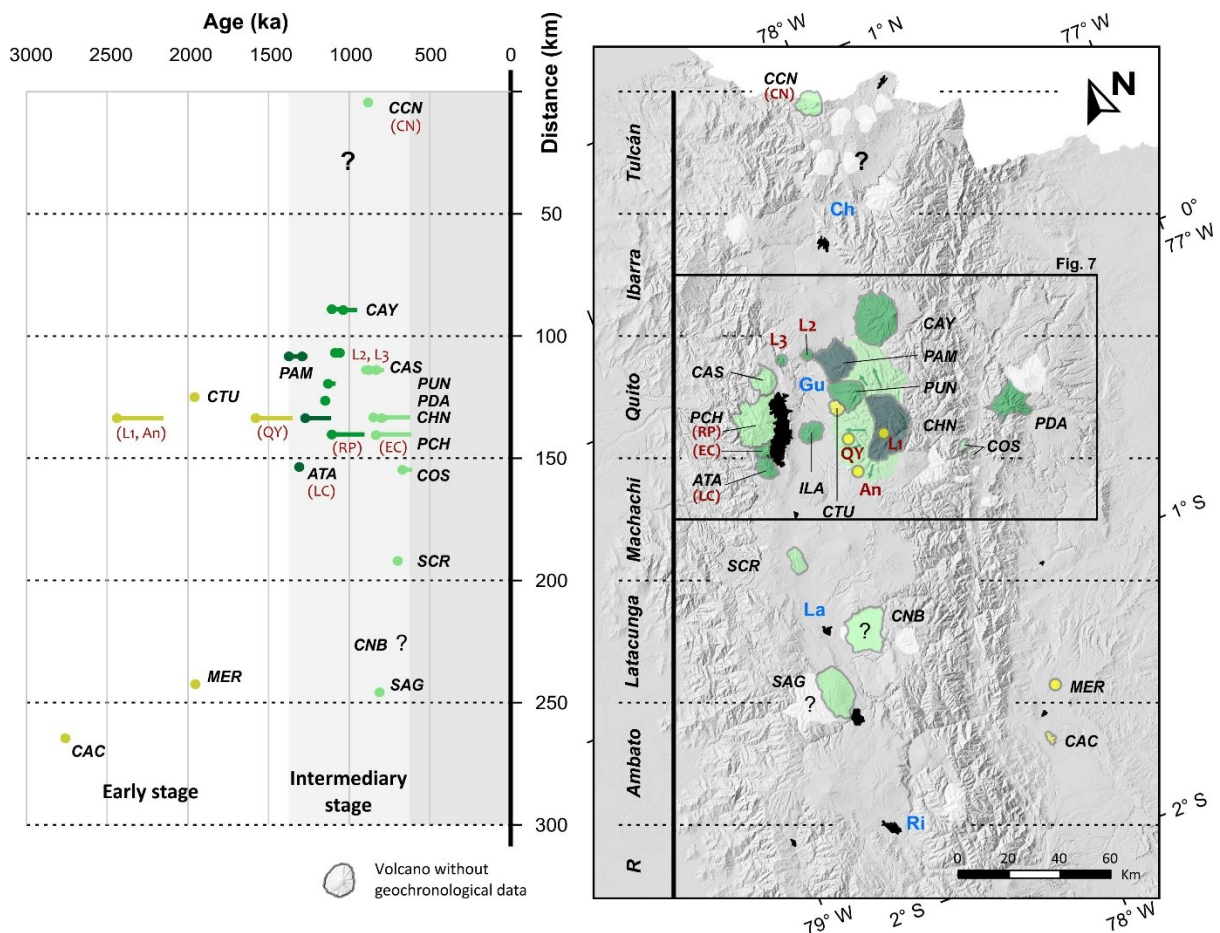 Age (ka)
3000 2000 1500 1000 500 0
Distance (km)
CCN
(CN)
?
50
CAY
100
L2, L3
PAM
CAS
PUN
CTU
PDA
CHN
(L1, An)
(QY)
(RP)
(EC)
PCH
150
ATA
(LC)
COS
SCR
200
CNB ?
MER
SAG
250
CAC
Early stage
Intermediary
stage
300
Volcano without
geochronological data
78° W
1° N
77° W
CCN
(CN)
N
Tulcán
?
Ch
0°
77° W
Fig. 7
Ibarra
CAY
L2
L3
PAM
CAS
Gu
PUN
Quito
PCH
(RP)
CHN
PDA
(EC)
QY
L1
COS
ATA
(LC)
ILA
An
CTU
1° S
Machachi
SCR
La
CNB
?
Latacunga
SAG
?
MER
CAC
Ambato
2° S
Ri
R
0 20 40 60
Km
79° W
2° S
78° W